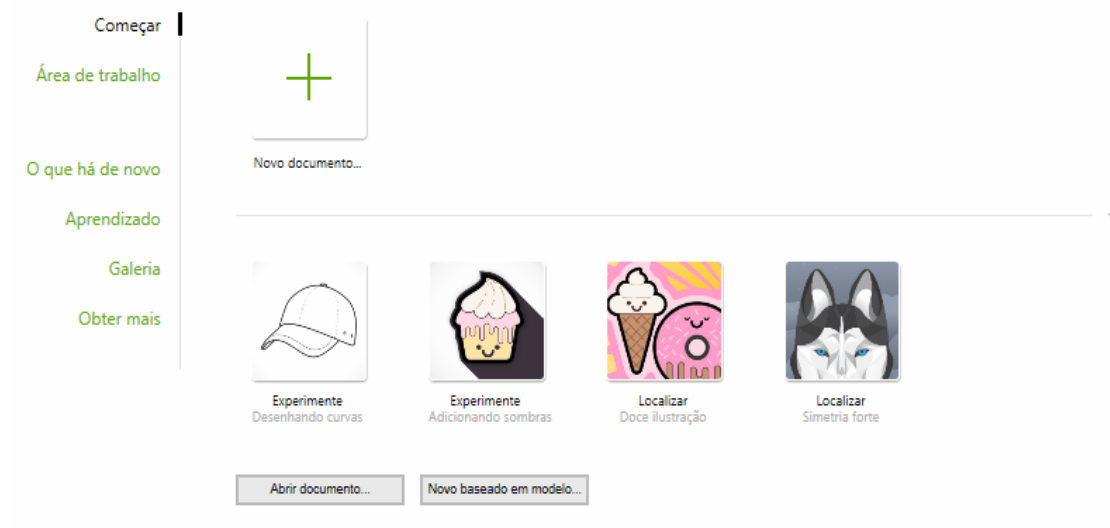 Começar
Área de trabalho
O que há de novo
Aprendizado
Galeria
Obter mais
Novo documento...
Experimente
Desenhando curvas
Experimente
Adicionando sombras
Localizar
Doce ilustração
Localizar
Simetria forte
Abrir documento...
Novo baseado em modelo...